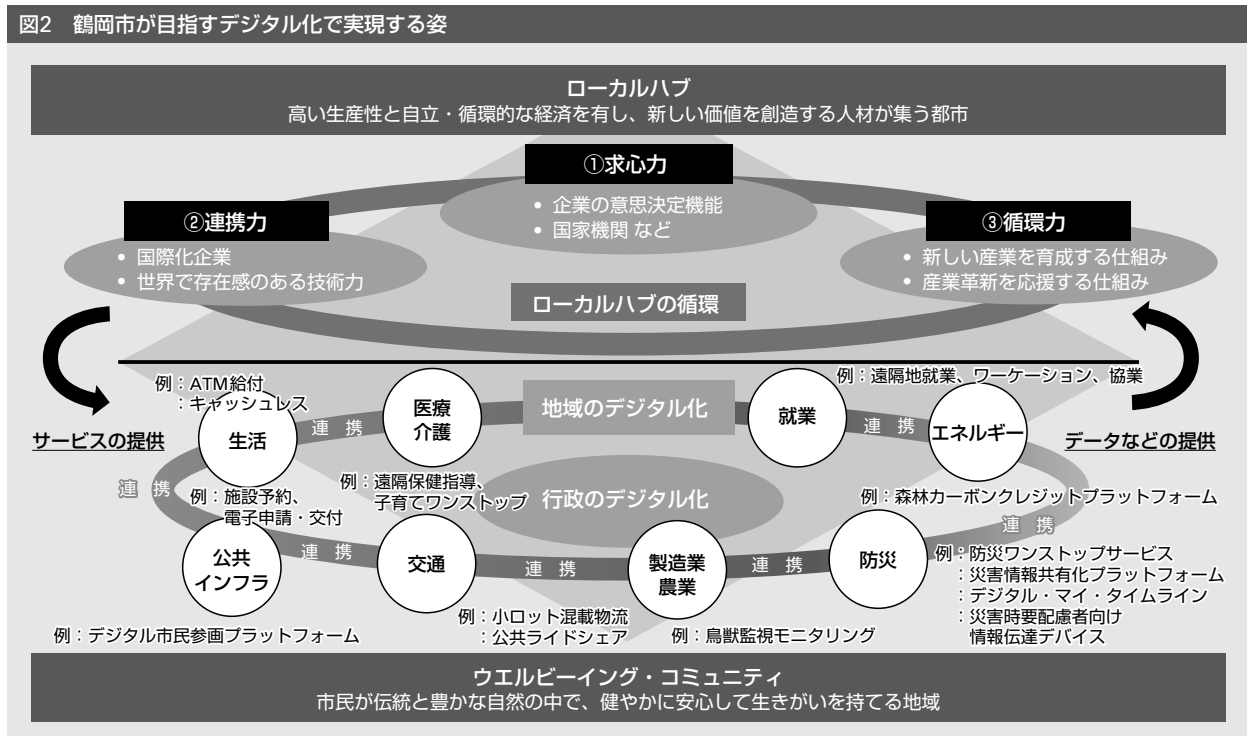 図2 鶴岡市が目指すデジタル化で実現する姿
ローカルハブ
高い生産性と自立・循環的な経済を有し、新しい価値を創造する人材が集う都市
①求心力
• 企業の意思決定機能
• 国家機関 など
②連携力
• 国際化企業
• 世界で存在感のある技術力
③循環力
• 新しい産業を育成する仕組み
• 産業革新を応援する仕組み
ローカルハブの循環
サービスの提供
データなどの提供
例：ATM給付
：キャッシュレス
生活
連 携
医療
介護
地域のデジタル化
例：遠隔地就業、ワーケーション、協業
就業
連 携
エネルギー
連 携
例：施設予約、
電子申請・交付
例：遠隔保健指導、
子育てワンストップ
行政のデジタル化
例：森林カーボンクレジットプラットフォーム
連 携
公共
インフラ
連 携
交通
連 携
製造業
農業
連 携
防災
例：防災ワンストップサービス
：災害情報共有化プラットフォーム
：デジタル・マイ・タイムライン
：災害時要配慮者向け
情報伝達デバイス
例：デジタル市民参画プラットフォーム
例：小ロット混載物流
：公共ライドシェア
例：鳥獣監視モニタリング
ウエルビーイング・コミュニティ
市民が伝統と豊かな自然の中で、健やかに安心して生きがいを持てる地域